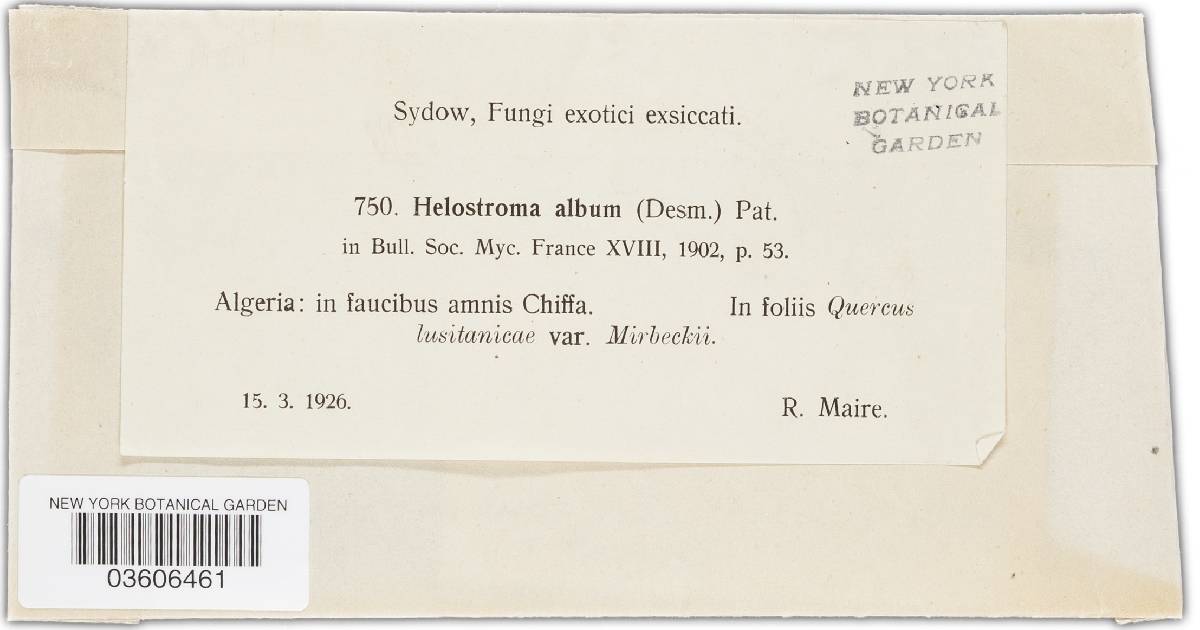 Sydow, Fungi exotici exsiccati.
NEW YORK
BOTANICAL
GARDEN
750. Helostroma album (Desm.) Pat.
in Bull. Soc. Myc. France XVIII, 1902, p. 53.
Algeria: in faucibus amnis Chiffa. In foliis Quercus
lusitanicae var. Mirbeckii.
15. 3. 1926. R. Maire.
NEW YORK BOTANICAL GARDEN
03606461